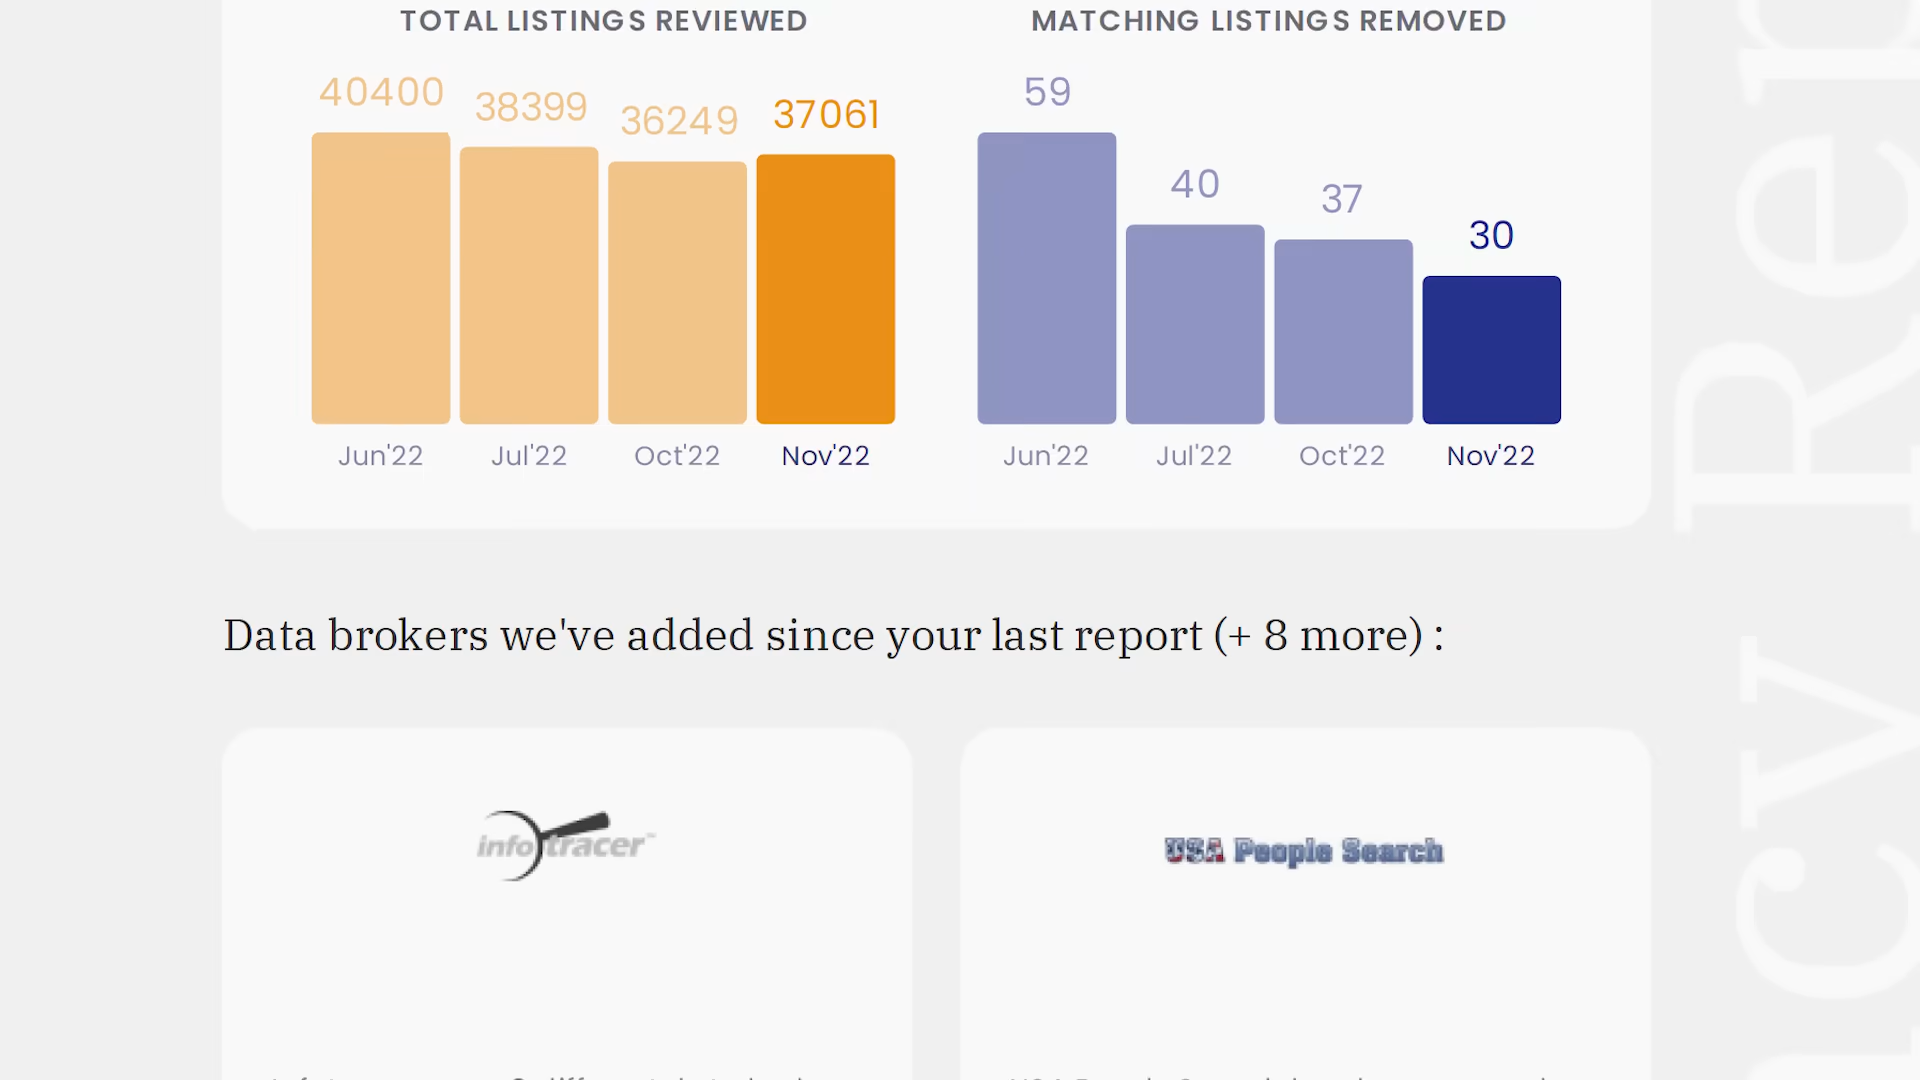 TOTAL LISTINGS REVIEWED
40400
38399
36249
37061
Jun'22
Jul'22
Oct'22
Nov'22
MATCHING LISTINGS REMOVED
59
40
37
30
Jun'22
Jul'22
Oct'22
Nov'22
Data brokers we've added since your last report (+ 8 more) :
infotracer™
USA People Search